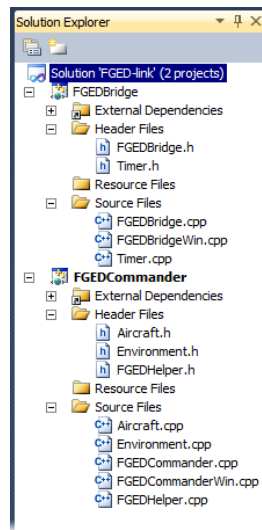 Solution Explorer
Solution 'FGED-link' (2 projects)
FGEDBridge
External Dependencies
Header Files
FGEDBridge.h
Timer.h
Resource Files
Source Files
FGEDBridge.cpp
FGEDBridgeWin.cpp
Timer.cpp
FGEDCommander
External Dependencies
Header Files
Aircraft.h
Environment.h
FGEDHelper.h
Resource Files
Source Files
Aircraft.cpp
Environment.cpp
FGEDCommander.cpp
FGEDCommanderWin.cpp
FGEDHelper.cpp